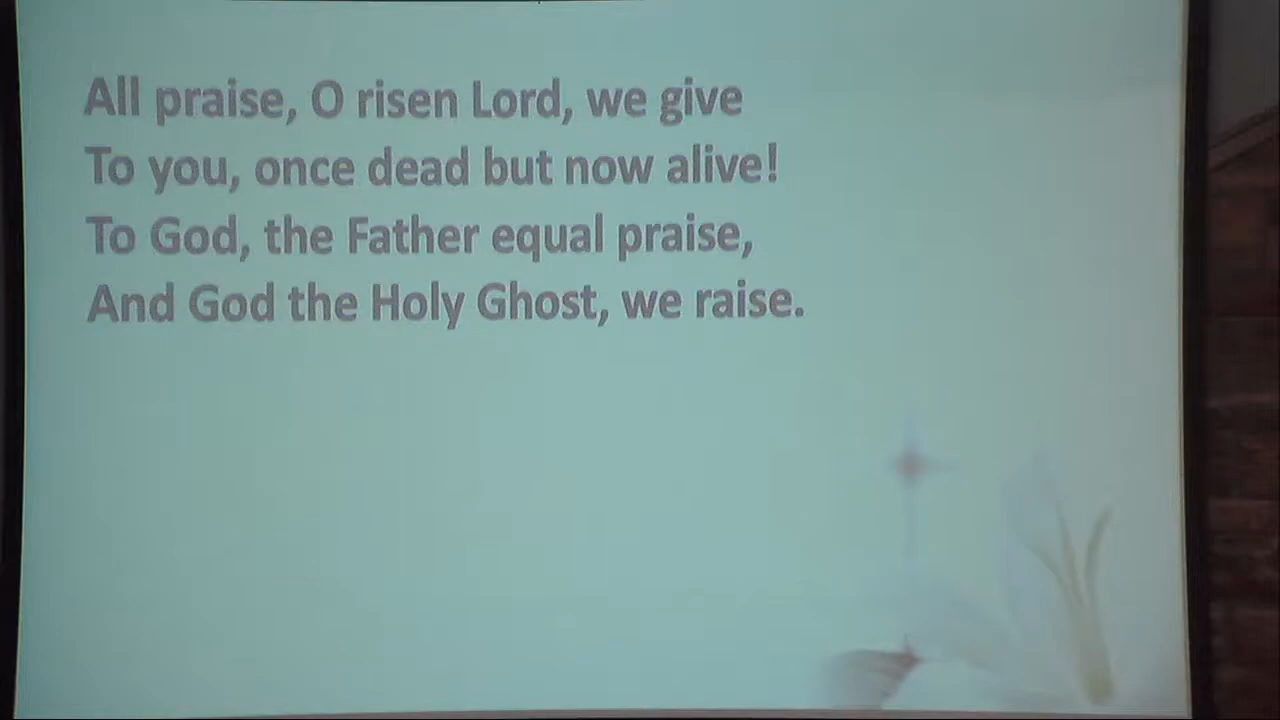 All praise, O risen Lord, we give
To you, once dead but now alive!
To God, the Father equal praise,
And God the Holy Ghost, we raise.